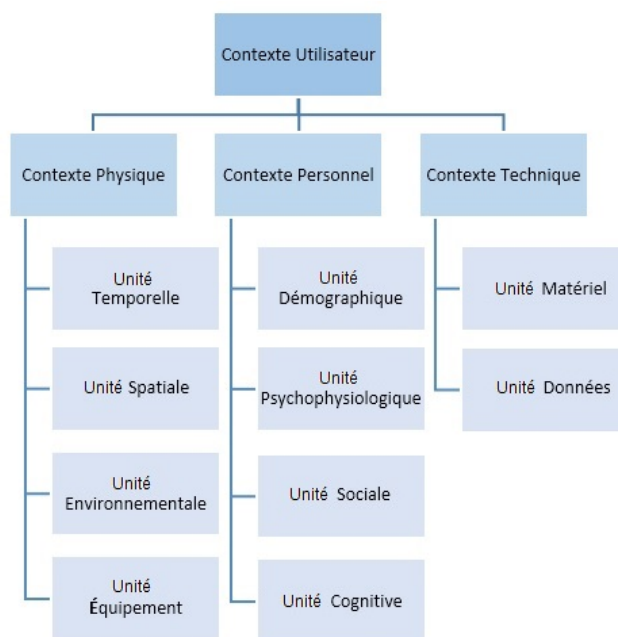 Contexte Utilisateur
Contexte Physique
Contexte Personnel
Contexte Technique
Unité
Temporelle
Unité Spatiale
Unité
Environnementale
Unité
Équipement
Unité
Démographique
Unité
Psychophysiologique
Unité Sociale
Unité Cognitive
Unité Matériel
Unité Données